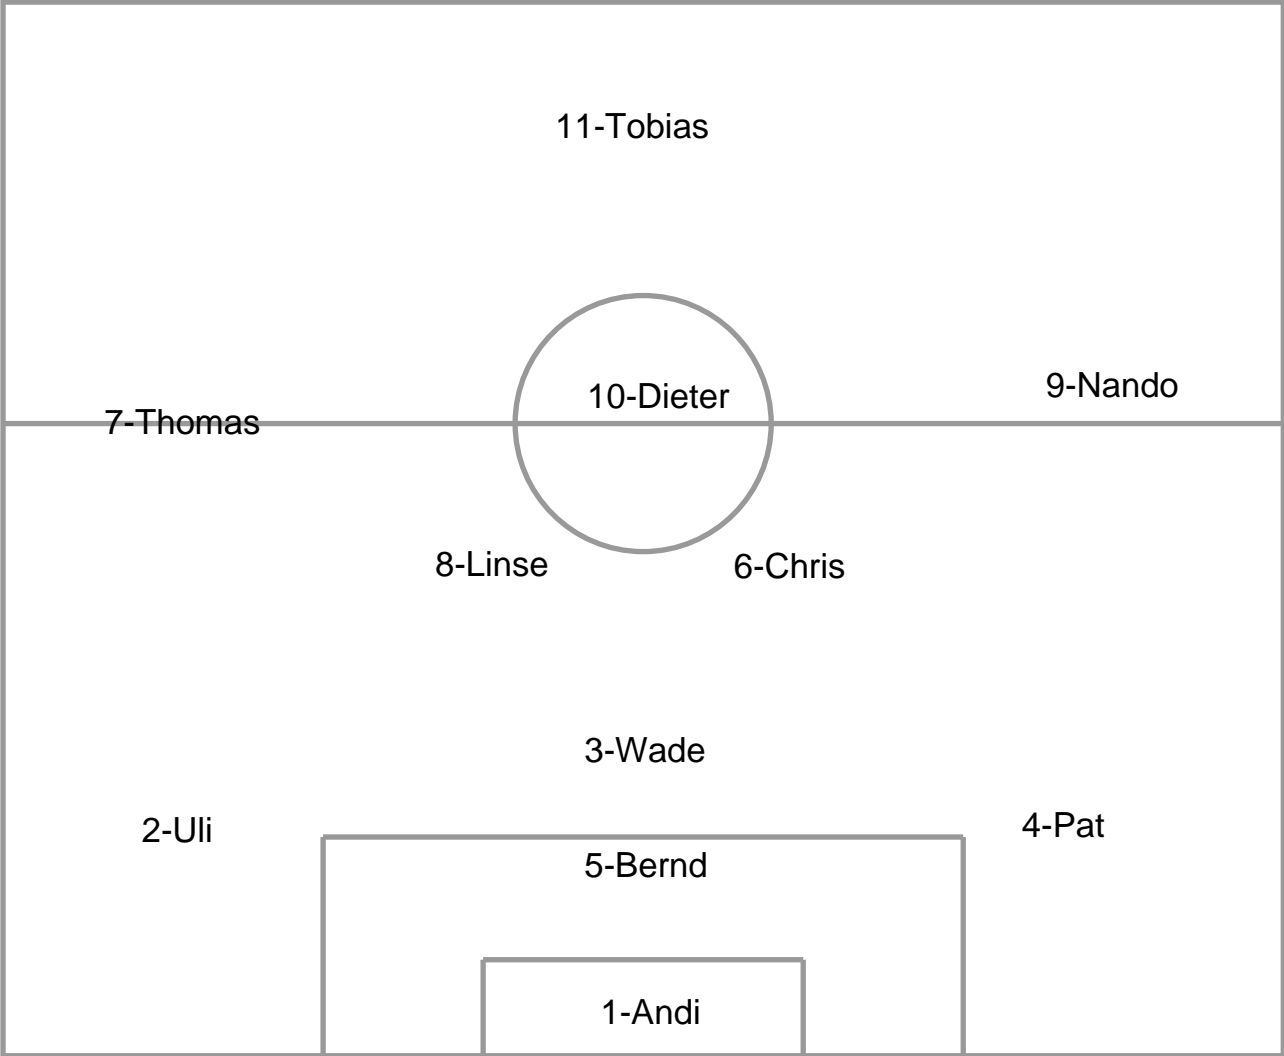 11-Tobias
10-Dieter
9-Nando
7-Thomas
8-Linse
6-Chris
3-Wade
2-Uli
4-Pat
5-Bernd
1-Andi